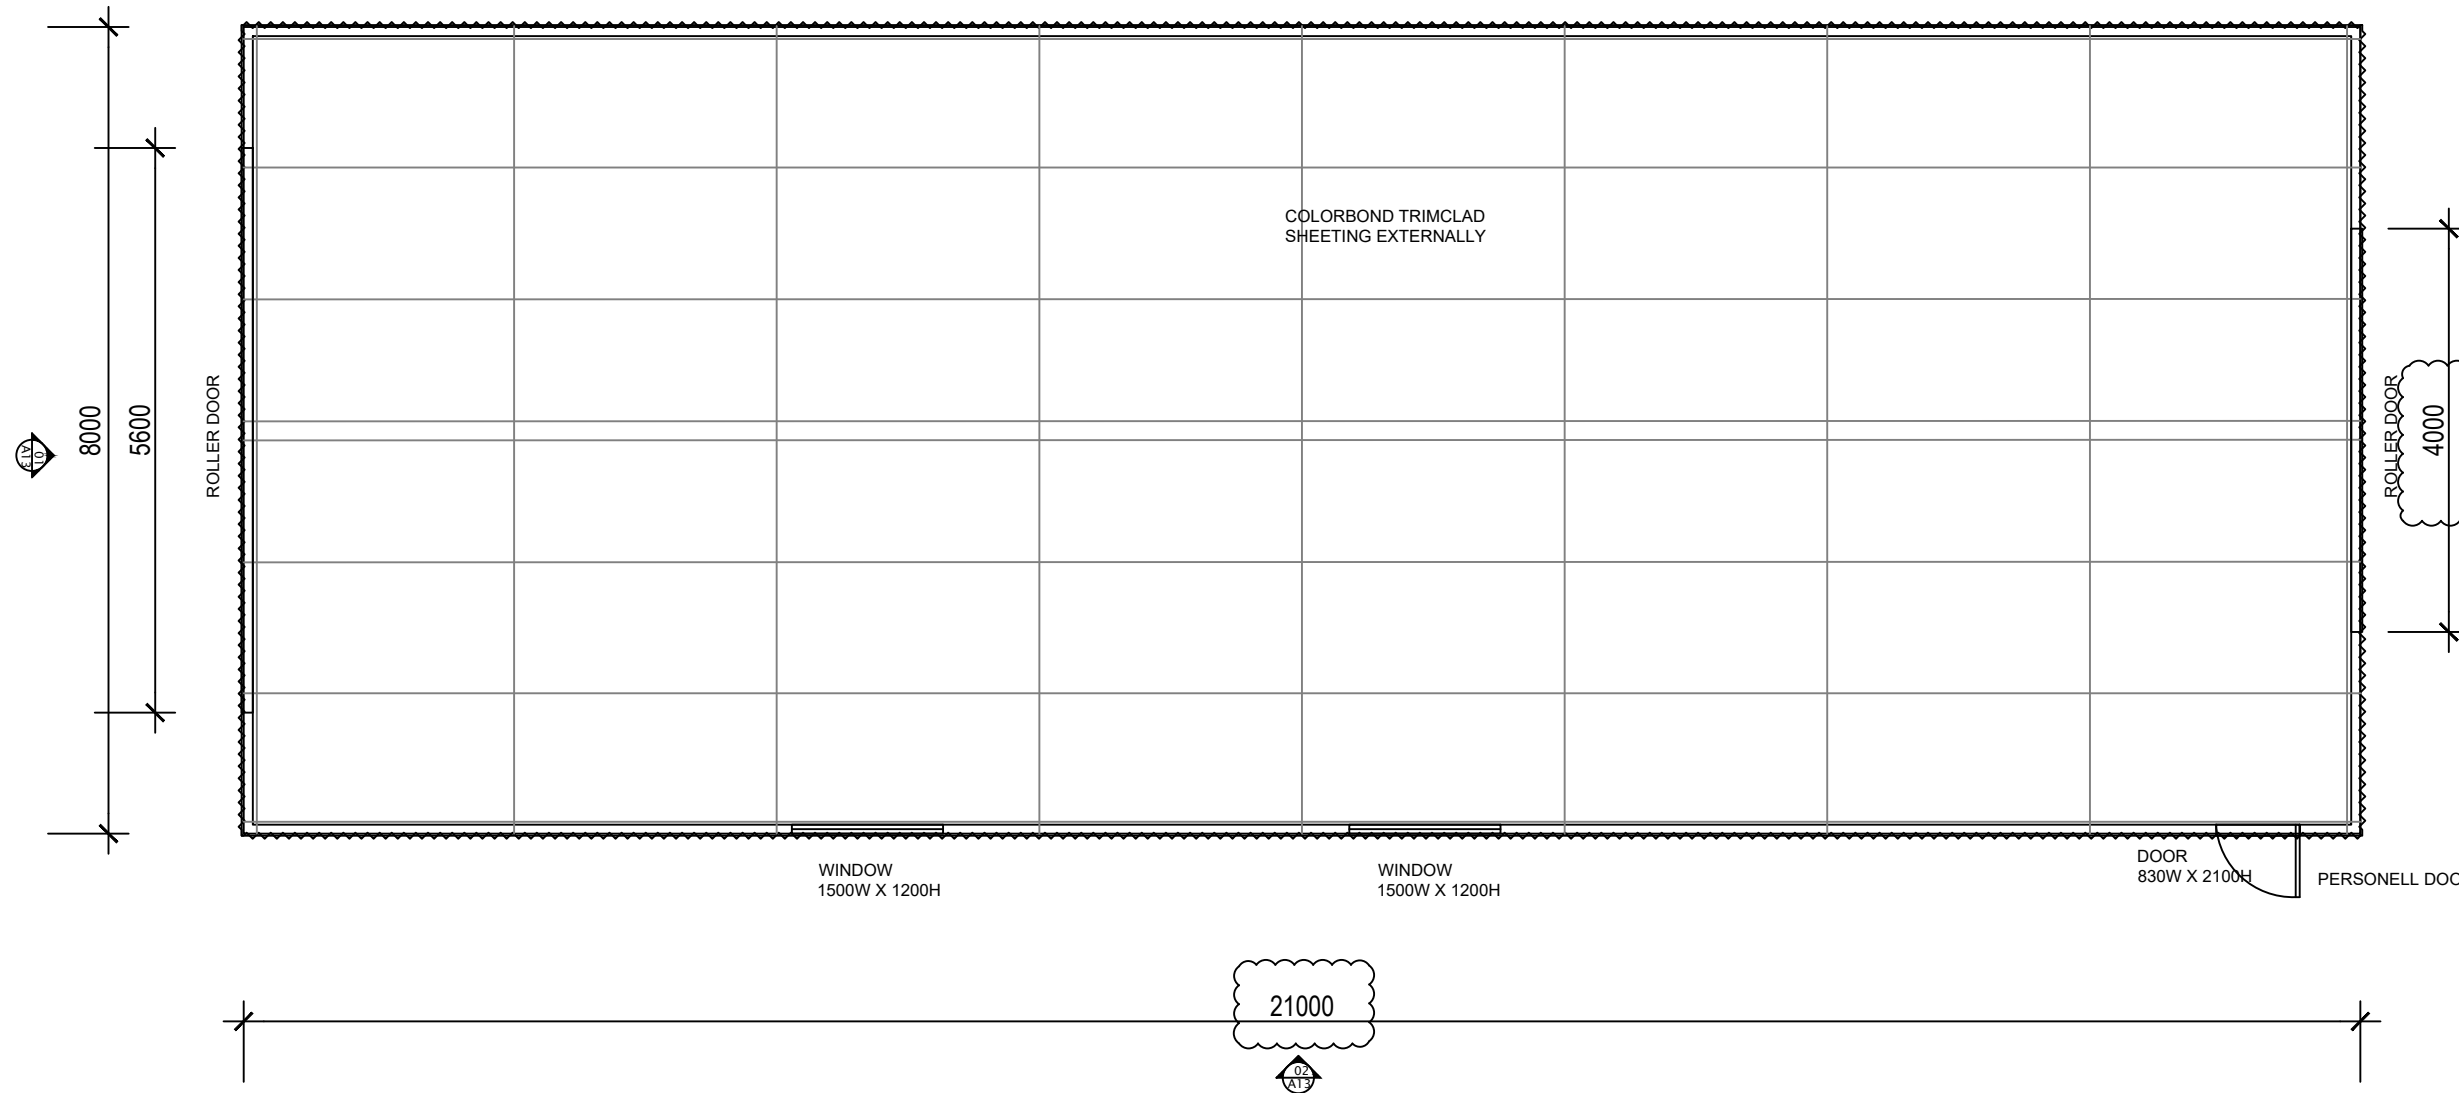 COLORBOND TRIMCLAD
SHEETING EXTERNALLY
8000
5600
ROLLER DOOR
01
A13
ROLLER DOOR
4000
WINDOW
1500W X 1200H
WINDOW
1500W X 1200H
DOOR
830W X 2100H
PERSONELL DOO
21000
02
A13